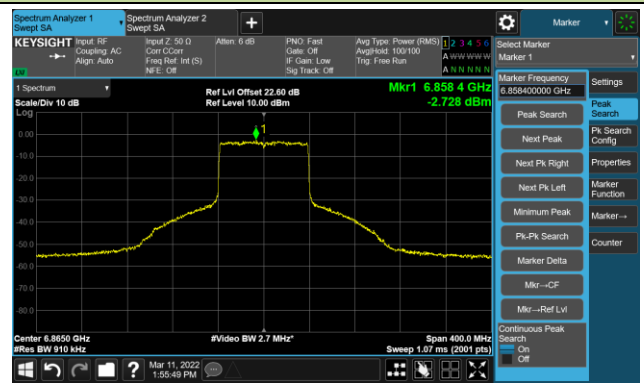 Spectrum Analyzer 1
Swept SA
Spectrum Analyzer 2
Swept SA
+
Marker
KEYSIGHT
Input: RF
Coupling: AC
Align: Auto
Input Z: 50 Ω
Corr CCorr
Freq Ref: Int (S)
NFE: Off
Atten: 6 dB
PNO: Fast
Gate: Off
IF Gain: Low
Sig Track: Off
Avg Type: Power (RMS)
Avg|Hold: 100/100
Trig: Free Run
1 2 3 4 5 6
A W W W W W
A N N N N N
Select Marker
Marker 1
LXI
1 Spectrum
Scale/Div 10 dB
Log
Ref Lvl Offset 22.60 dB
Ref Level 10.00 dBm
Mkr1 6.858 4 GHz
-2.728 dBm
1
0.00
-10.0
-20.0
-30.0
-40.0
-50.0
-60.0
-70.0
-80.0
Center 6.8650 GHz
#Res BW 910 kHz
#Video BW 2.7 MHz*
Span 400.0 MHz
Sweep 1.07 ms (2001 pts)
Marker Frequency
6.858400000 GHz
Peak Search
Next Peak
Next Pk Right
Next Pk Left
Minimum Peak
Pk-Pk Search
Marker Delta
Mkr→CF
Mkr→Ref Lvl
Continuous Peak
Search
On
Off
Settings
Peak
Search
Pk Search
Config
Properties
Marker
Function
Marker→
Counter
?
Mar 11, 2022
1:55:49 PM